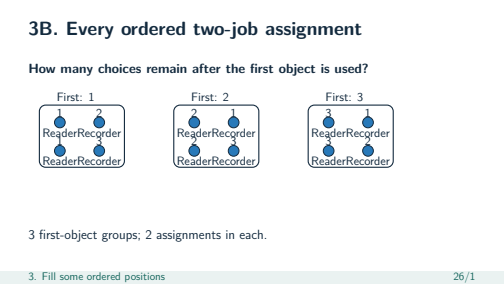 3B. Every ordered two-job assignment
How many choices remain after the first object is used?
First: 1
1 2
Reader Recorder
1 3
Reader Recorder
First: 2
2 1
Reader Recorder
2 3
Reader Recorder
First: 3
3 1
Reader Recorder
3 2
Reader Recorder
3 first-object groups; 2 assignments in each.
3. Fill some ordered positions
26/1